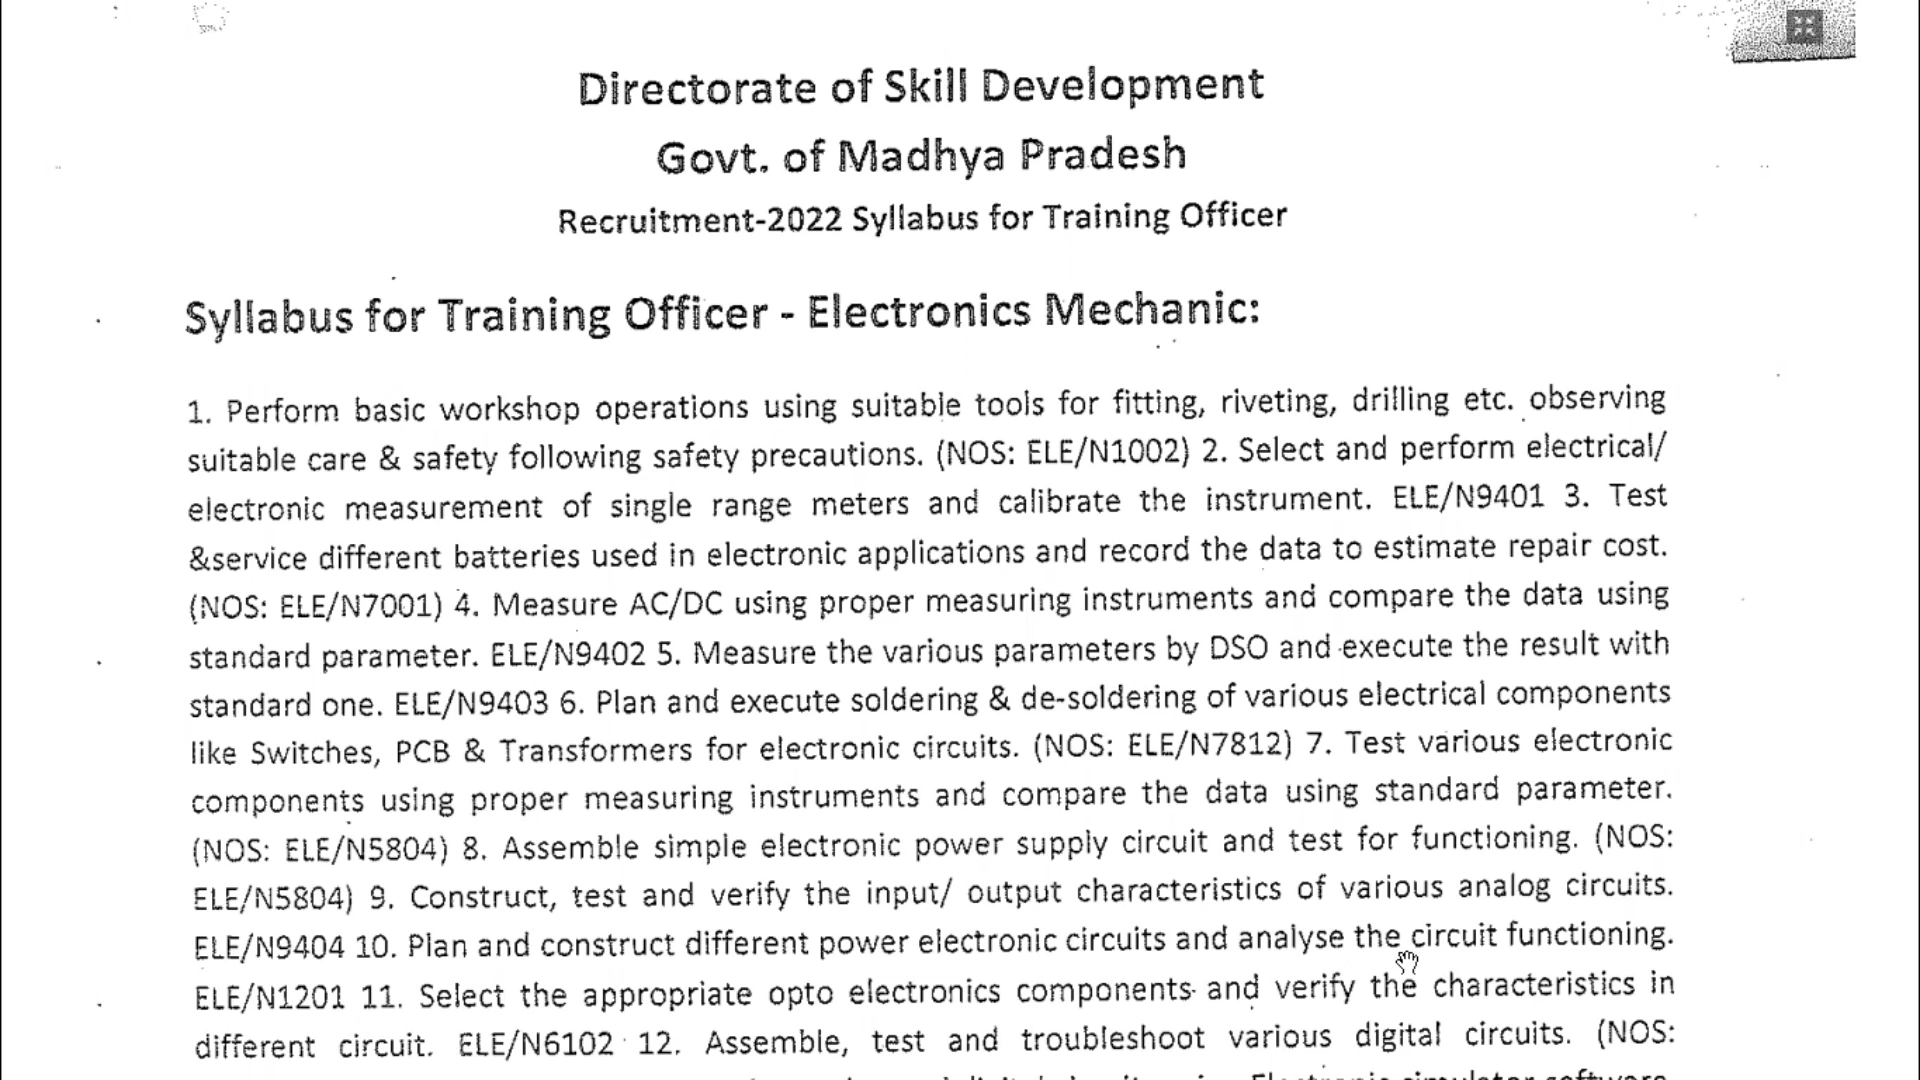 Directorate of Skill Development
Govt. of Madhya Pradesh
Recruitment-2022 Syllabus for Training Officer
Syllabus for Training Officer - Electronics Mechanic:
1. Perform basic workshop operations using suitable tools for fitting, riveting, drilling etc. observing
suitable care & safety following safety precautions. (NOS: ELE/N1002) 2. Select and perform electrical/
electronic measurement of single range meters and calibrate the instrument. ELE/N9401 3. Test
&service different batteries used in electronic applications and record the data to estimate repair cost.
(NOS: ELE/N7001) 4. Measure AC/DC using proper measuring instruments and compare the data using
standard parameter. ELE/N9402 5. Measure the various parameters by DSO and execute the result with
standard one. ELE/N9403 6. Plan and execute soldering & de-soldering of various electrical components
like Switches, PCB & Transformers for electronic circuits. (NOS: ELE/N7812) 7. Test various electronic
components using proper measuring instruments and compare the data using standard parameter.
(NOS: ELE/N5804) 8. Assemble simple electronic power supply circuit and test for functioning. (NOS:
ELE/N5804) 9. Construct, test and verify the input/ output characteristics of various analog circuits.
ELE/N9404 10. Plan and construct different power electronic circuits and analyse the circuit functioning.
ELE/N1201 11. Select the appropriate opto electronics components and verify the characteristics in
different circuit. ELE/N6102 12. Assemble, test and troubleshoot various digital circuits. (NOS:
Electronic simulator software